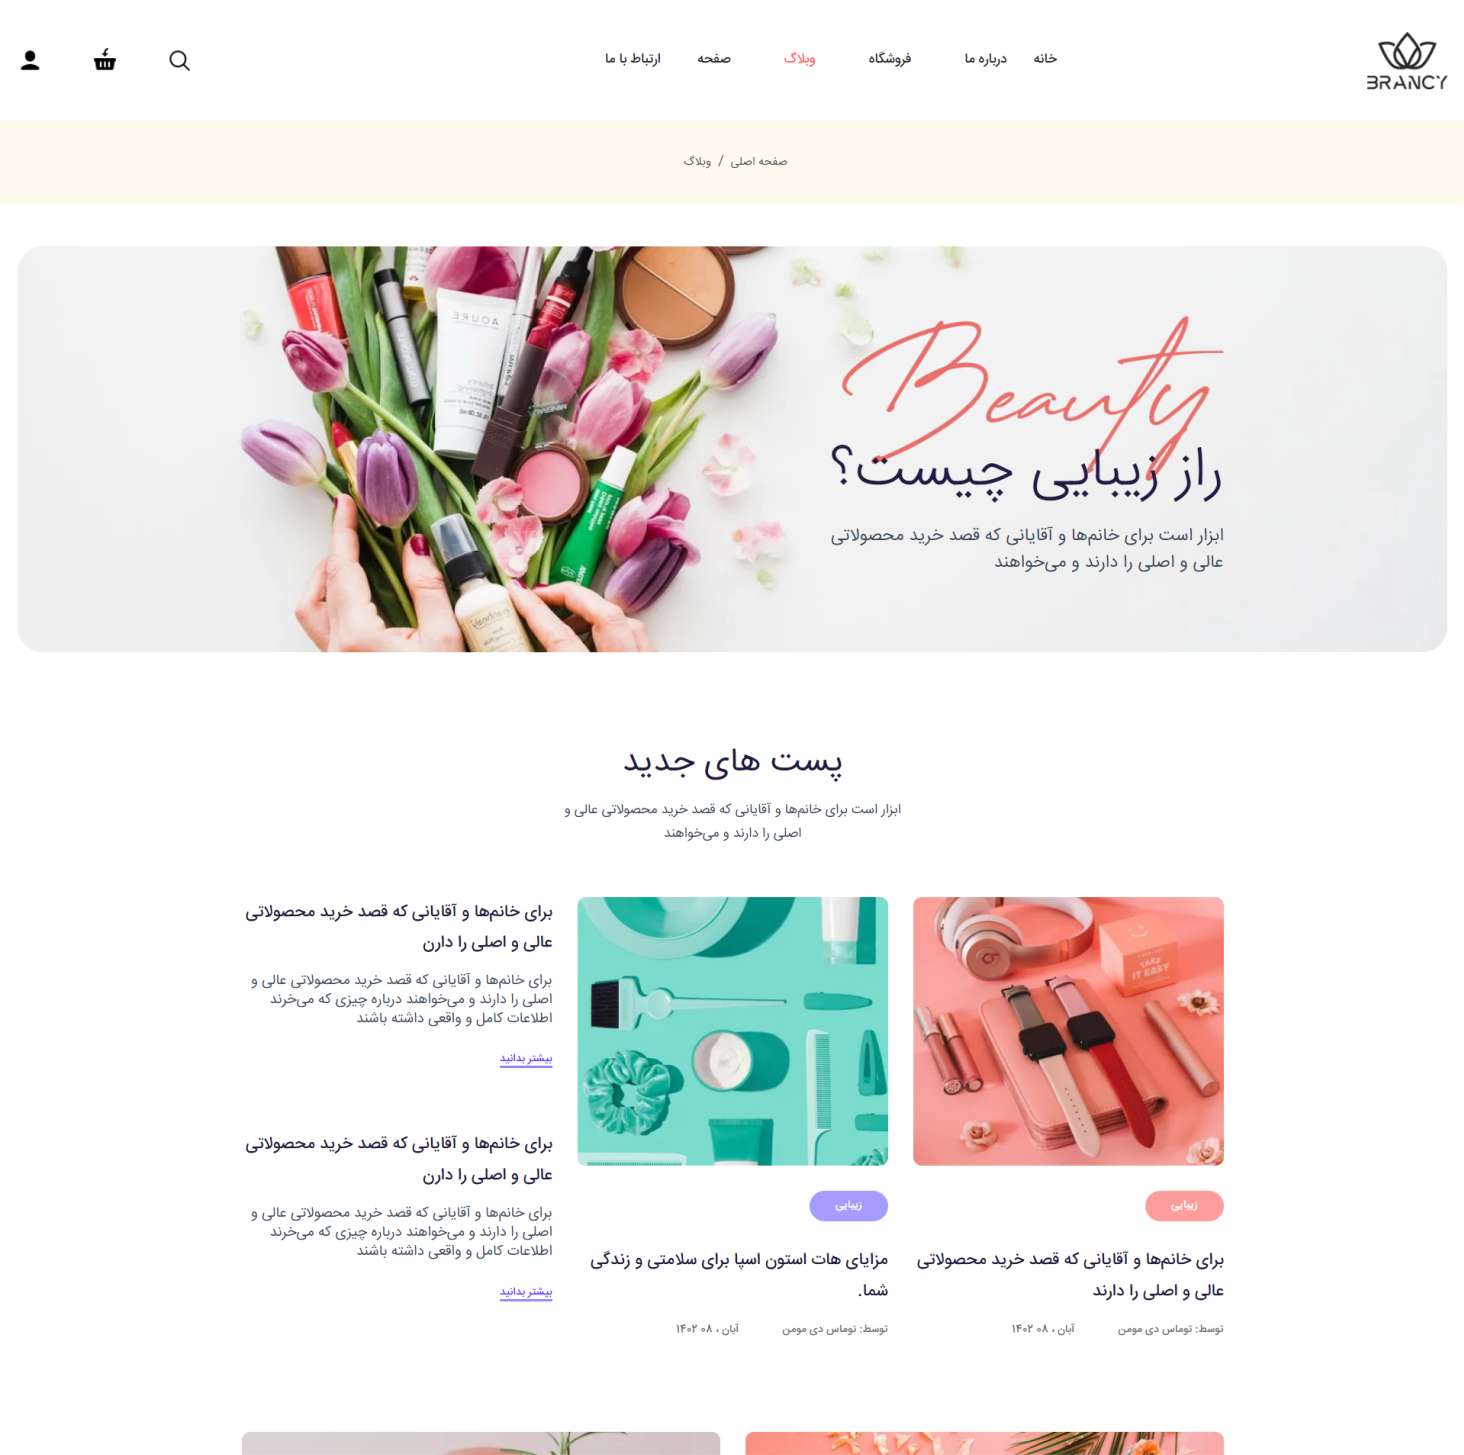 BRANCY
خانه
درباره ما
فروشگاه
وبلاگ
صفحه
ارتباط با ما
صفحه اصلی / وبلاگ
Beauty
راز زیبایی چیست؟
ابزار است برای خانم‌ها و آقایانی که قصد خرید محصولاتی
عالی و اصلی را دارند و می‌خواهند
ACURE
پست های جدید
ابزار است برای خانم‌ها و آقایانی که قصد خرید محصولاتی عالی و
اصلی را دارند و می‌خواهند
TAKE
IT EASY
زیبایی
برای خانم‌ها و آقایانی که قصد خرید محصولاتی
عالی و اصلی را دارند
توسط: توماس دی مومن
آبان ، ۰۸ ۱۴۰۲
زیبایی
مزایای هات استون اسپا برای سلامتی و زندگی
شما.
توسط: توماس دی مومن
آبان ، ۰۸ ۱۴۰۲
برای خانم‌ها و آقایانی که قصد خرید محصولاتی
عالی و اصلی را دارن
برای خانم‌ها و آقایانی که قصد خرید محصولاتی عالی و
اصلی را دارند و می‌خواهند درباره چیزی که می‌خرند
اطلاعات کامل و واقعی داشته باشند
بیشتر بدانید
برای خانم‌ها و آقایانی که قصد خرید محصولاتی
عالی و اصلی را دارن
برای خانم‌ها و آقایانی که قصد خرید محصولاتی عالی و
اصلی را دارند و می‌خواهند درباره چیزی که می‌خرند
اطلاعات کامل و واقعی داشته باشند
بیشتر بدانید